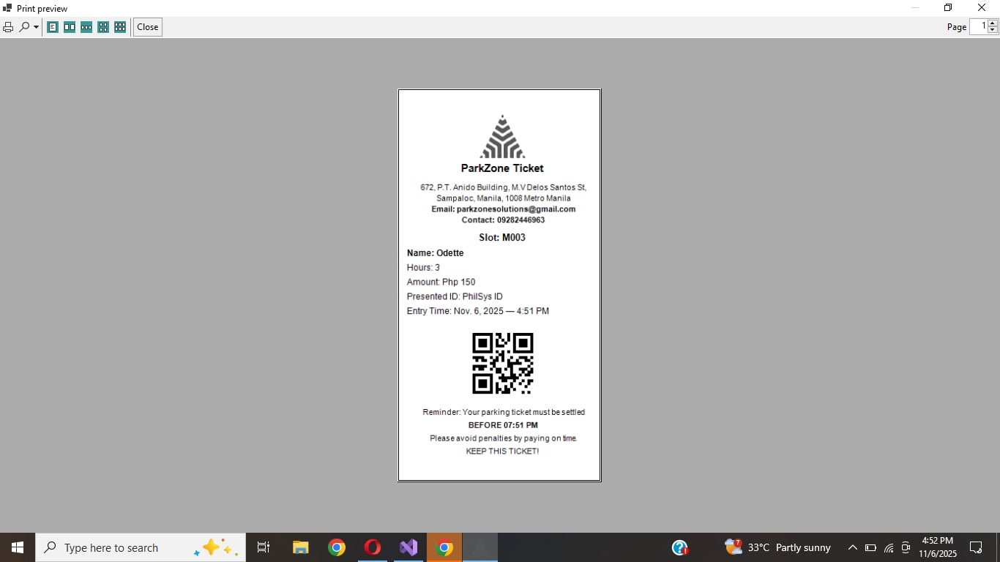 Print preview
Close
Page 1
ParkZone Ticket
672, P.T. Anido Building, M.V Delos Santos St,
Sampaloc, Manila, 1008 Metro Manila
Email: parkzonesolutions@gmail.com
Contact: 09282446963
Slot: M003
Name: Odette
Hours: 3
Amount: Php 150
Presented ID: PhilSys ID
Entry Time: Nov. 6, 2025 — 4:51 PM
Reminder: Your parking ticket must be settled
BEFORE 07:51 PM
Please avoid penalties by paying on time.
KEEP THIS TICKET!
Type here to search
7
33°C Partly sunny
4:52 PM
11/6/2025